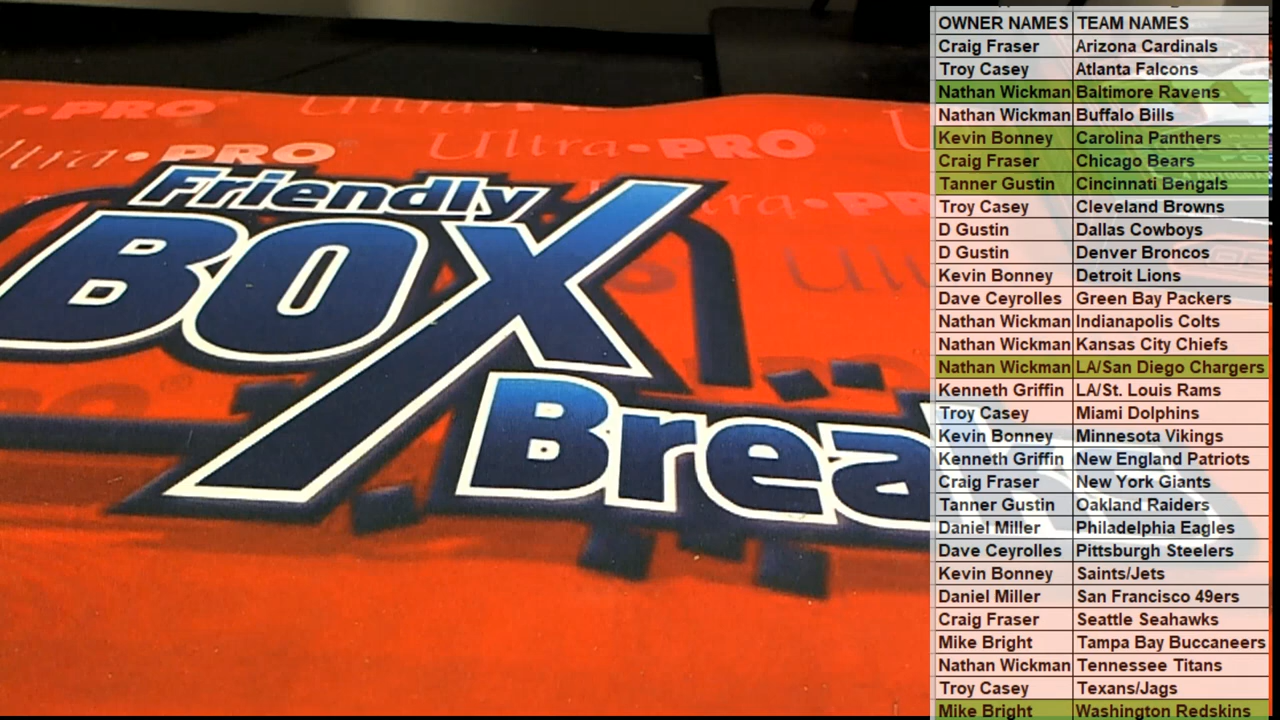 PRO Ultra
Ultra•PRO® Ultra•PRO®
Friendly
BOX
Brea
OWNER NAMES TEAM NAMES
Craig Fraser Arizona Cardinals
Troy Casey Atlanta Falcons
Nathan Wickman Baltimore Ravens
Nathan Wickman Buffalo Bills
Kevin Bonney Carolina Panthers
Craig Fraser Chicago Bears
Tanner Gustin Cincinnati Bengals
Troy Casey Cleveland Browns
D Gustin Dallas Cowboys
D Gustin Denver Broncos
Kevin Bonney Detroit Lions
Dave Ceyrolles Green Bay Packers
Nathan Wickman Indianapolis Colts
Nathan Wickman Kansas City Chiefs
Nathan Wickman LA/San Diego Chargers
Kenneth Griffin LA/St. Louis Rams
Troy Casey Miami Dolphins
Kevin Bonney Minnesota Vikings
Kenneth Griffin New England Patriots
Craig Fraser New York Giants
Tanner Gustin Oakland Raiders
Daniel Miller Philadelphia Eagles
Dave Ceyrolles Pittsburgh Steelers
Kevin Bonney Saints/Jets
Daniel Miller San Francisco 49ers
Craig Fraser Seattle Seahawks
Mike Bright Tampa Bay Buccaneers
Nathan Wickman Tennessee Titans
Troy Casey Texans/Jags
Mike Bright Washington Redskins